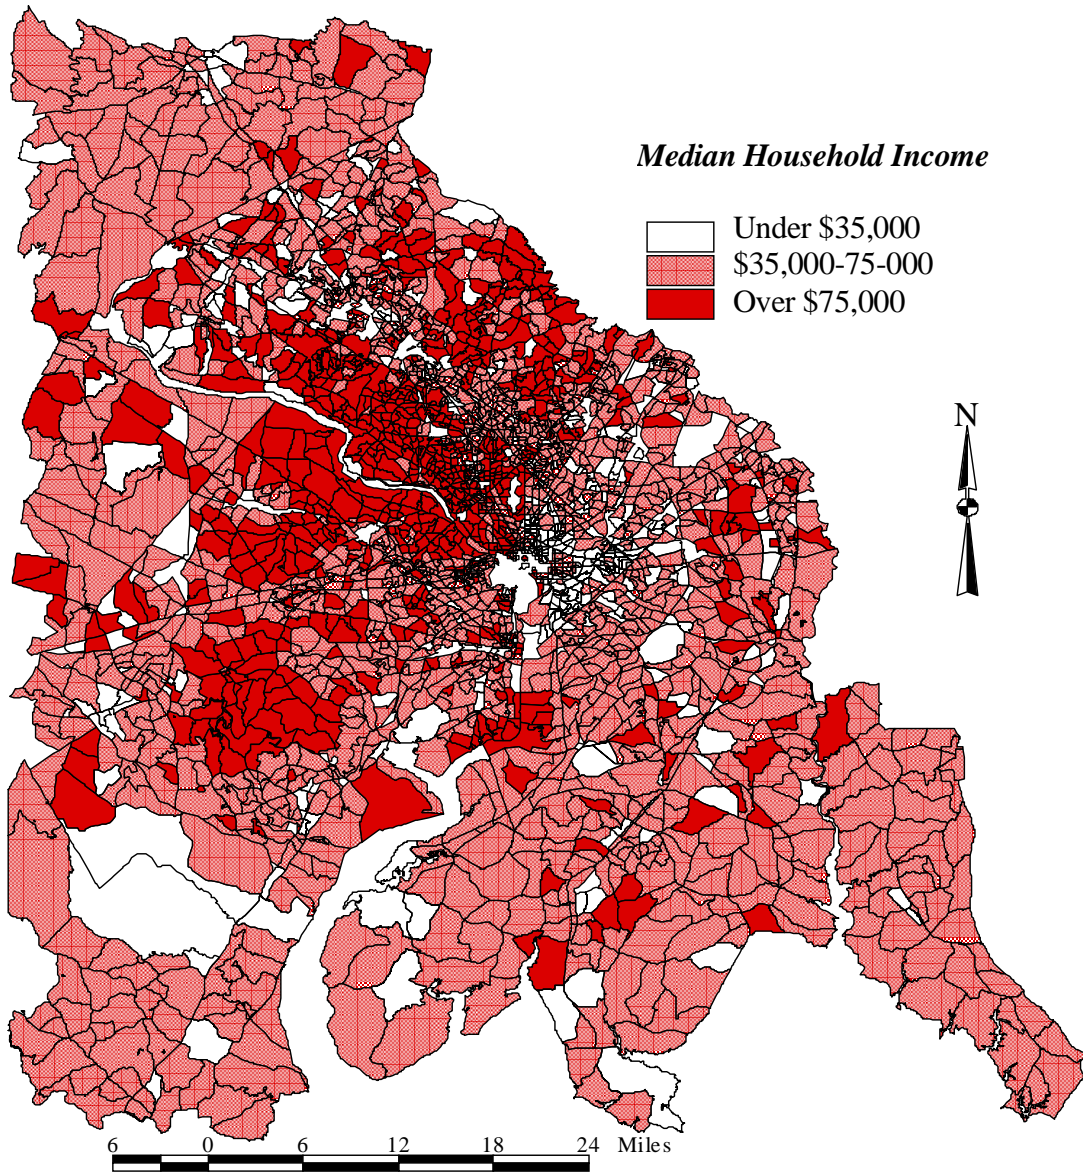 Median Household Income
Under $35,000
$35,000-75-000
Over $75,000
N
6 0 6 12 18 24 Miles